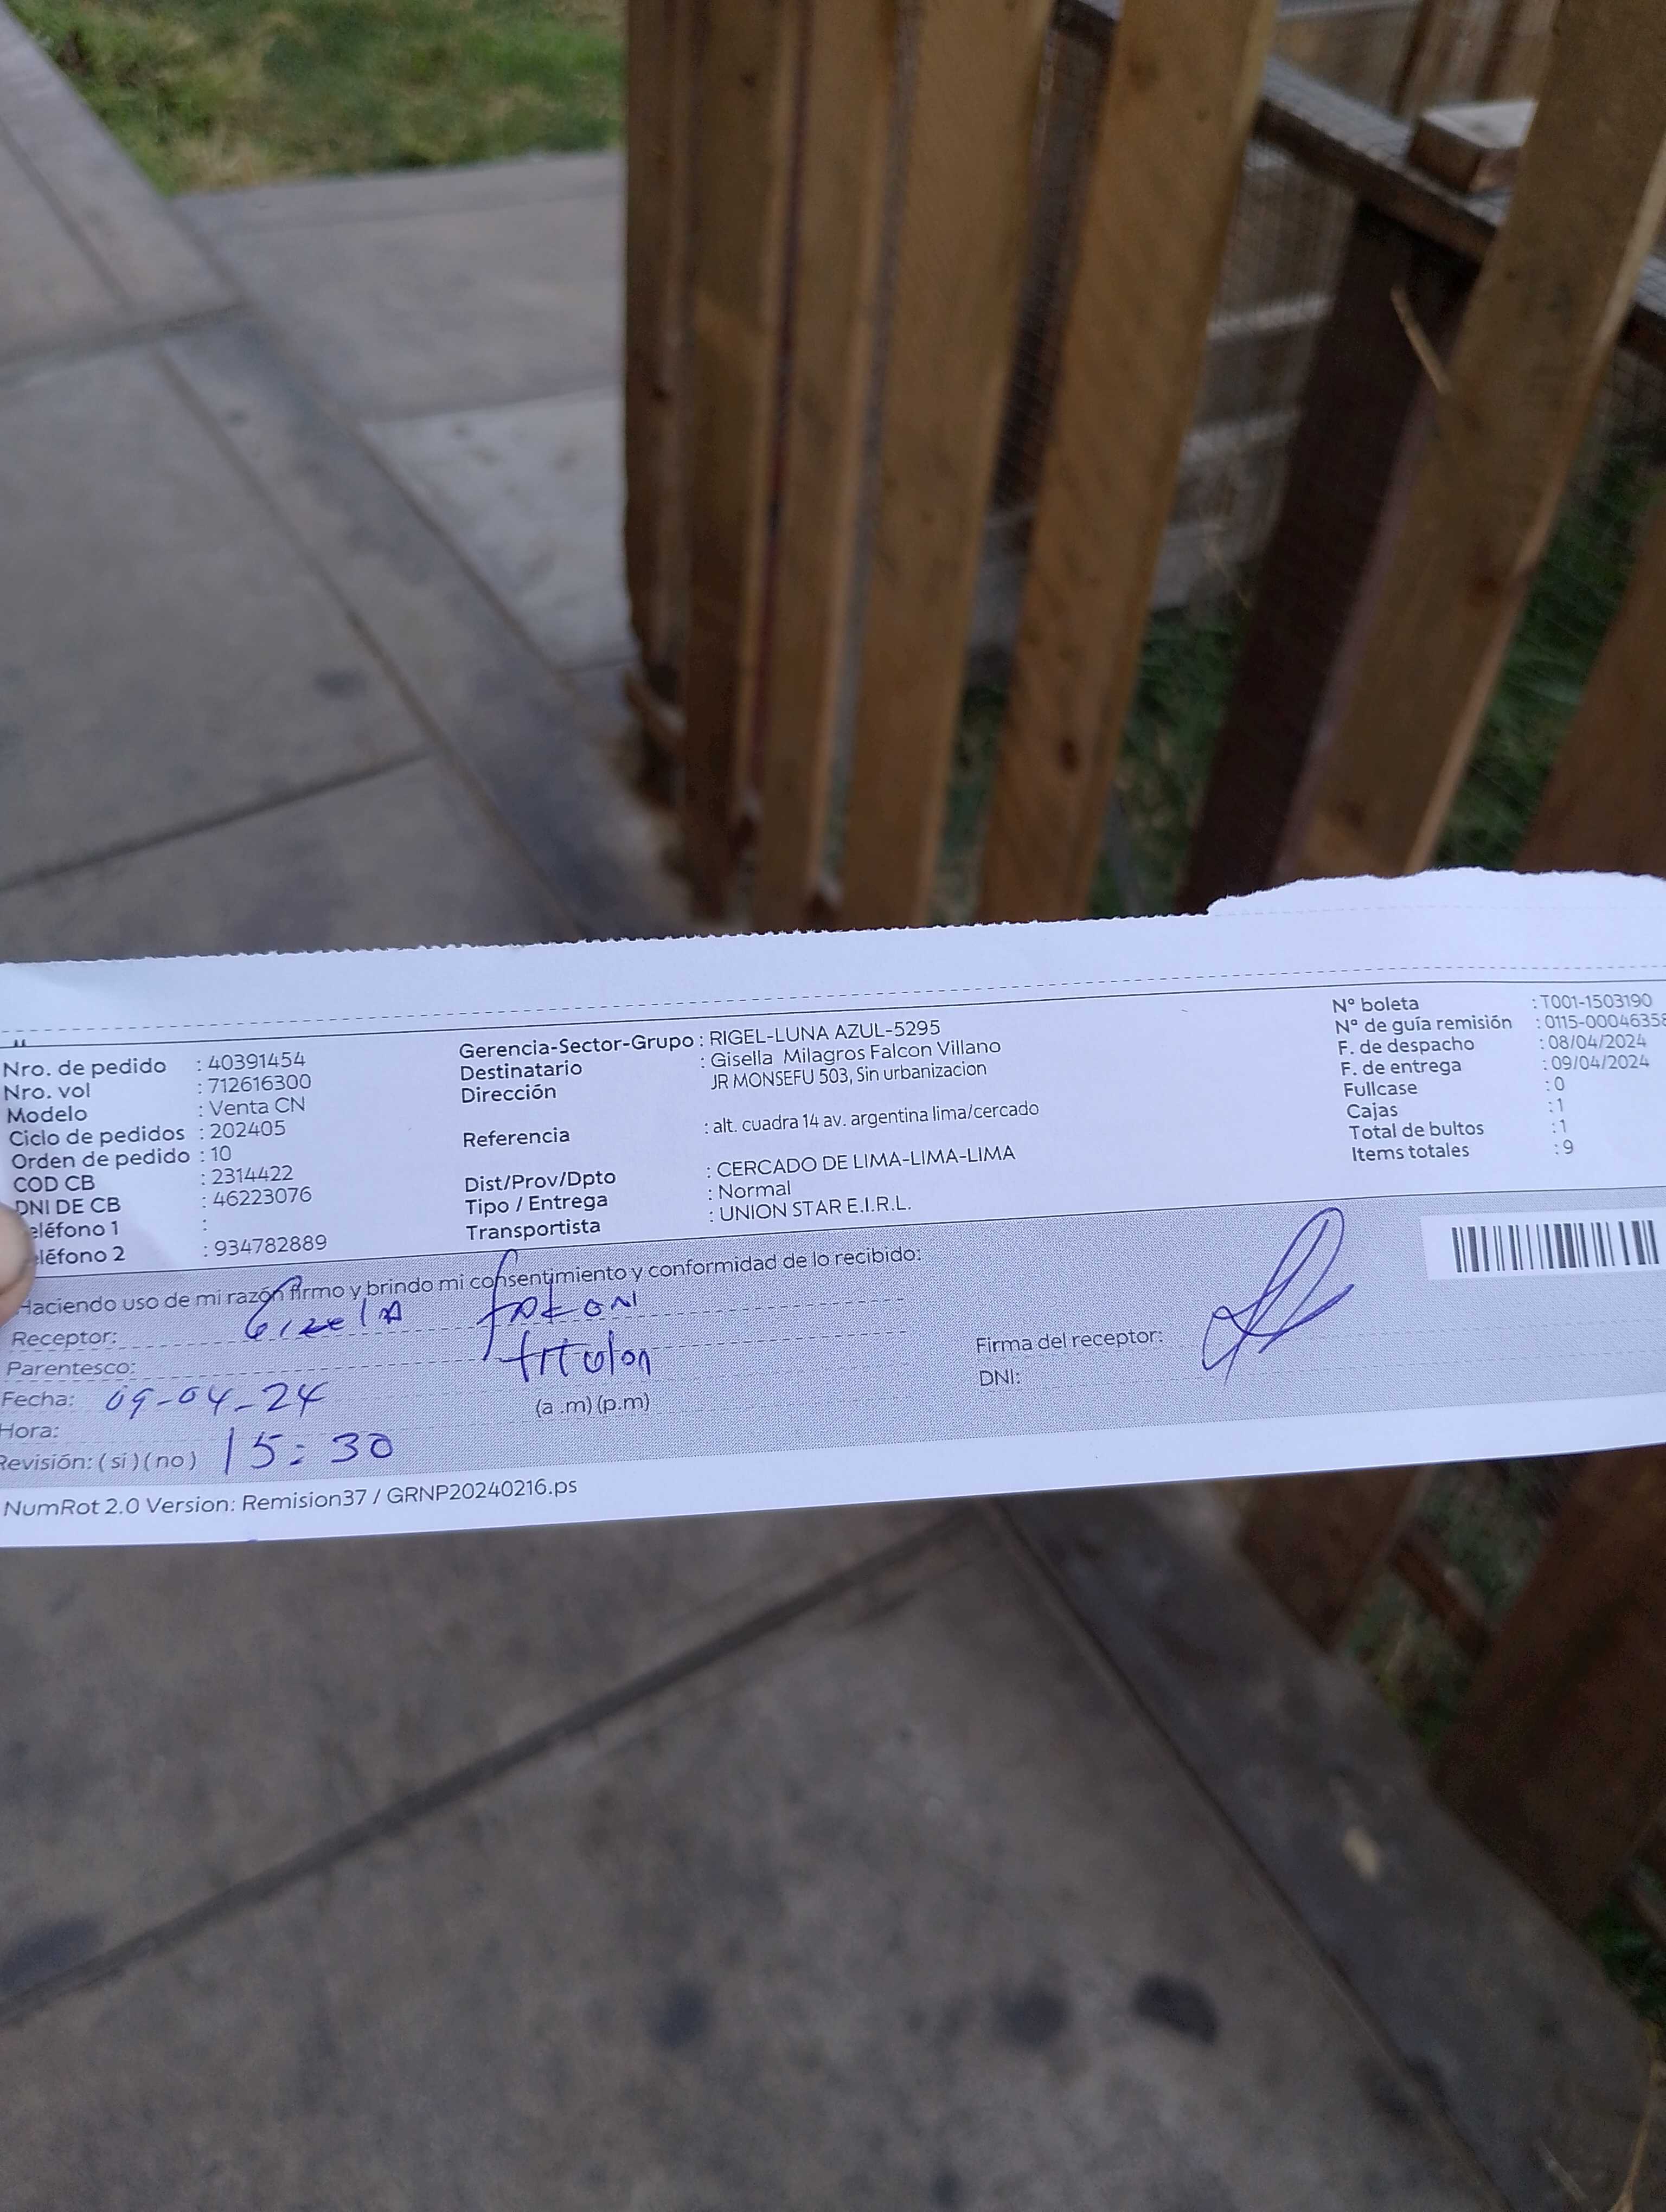 Nro. de pedido : 40391454
Nro. vol : 712616300
Modelo : Venta CN
Ciclo de pedidos : 202405
Orden de pedido : 10
COD CB : 2314422
DNI DE CB : 46223076
eléfono 1 :
eléfono 2 : 934782889
Gerencia-Sector-Grupo : RIGEL-LUNA AZUL-5295
Destinatario : Gisella Milagros Falcon Villano
Dirección JR MONSEFU 503, Sin urbanizacion
Referencia : alt. cuadra 14 av. argentina lima/cercado
Dist/Prov/Dpto : CERCADO DE LIMA-LIMA-LIMA
Tipo / Entrega : Normal
Transportista : UNION STAR E.I.R.L.
N° boleta : T001-1503190
N° de guía remisión : 0115-00046358
F. de despacho : 08/04/2024
F. de entrega : 09/04/2024
Fullcase : 0
Cajas : 1
Total de bultos : 1
Items totales : 9
Haciendo uso de mi razón firmo y brindo mi consentimiento y conformidad de lo recibido:
Receptor:
Parentesco:
Fecha: 09-04-24
Hora: 15:30 (a .m) (p.m)
Revisión: ( si ) ( no )
Firma del receptor:
DNI:
NumRot 2.0 Version: Remision37 / GRNP20240216.ps